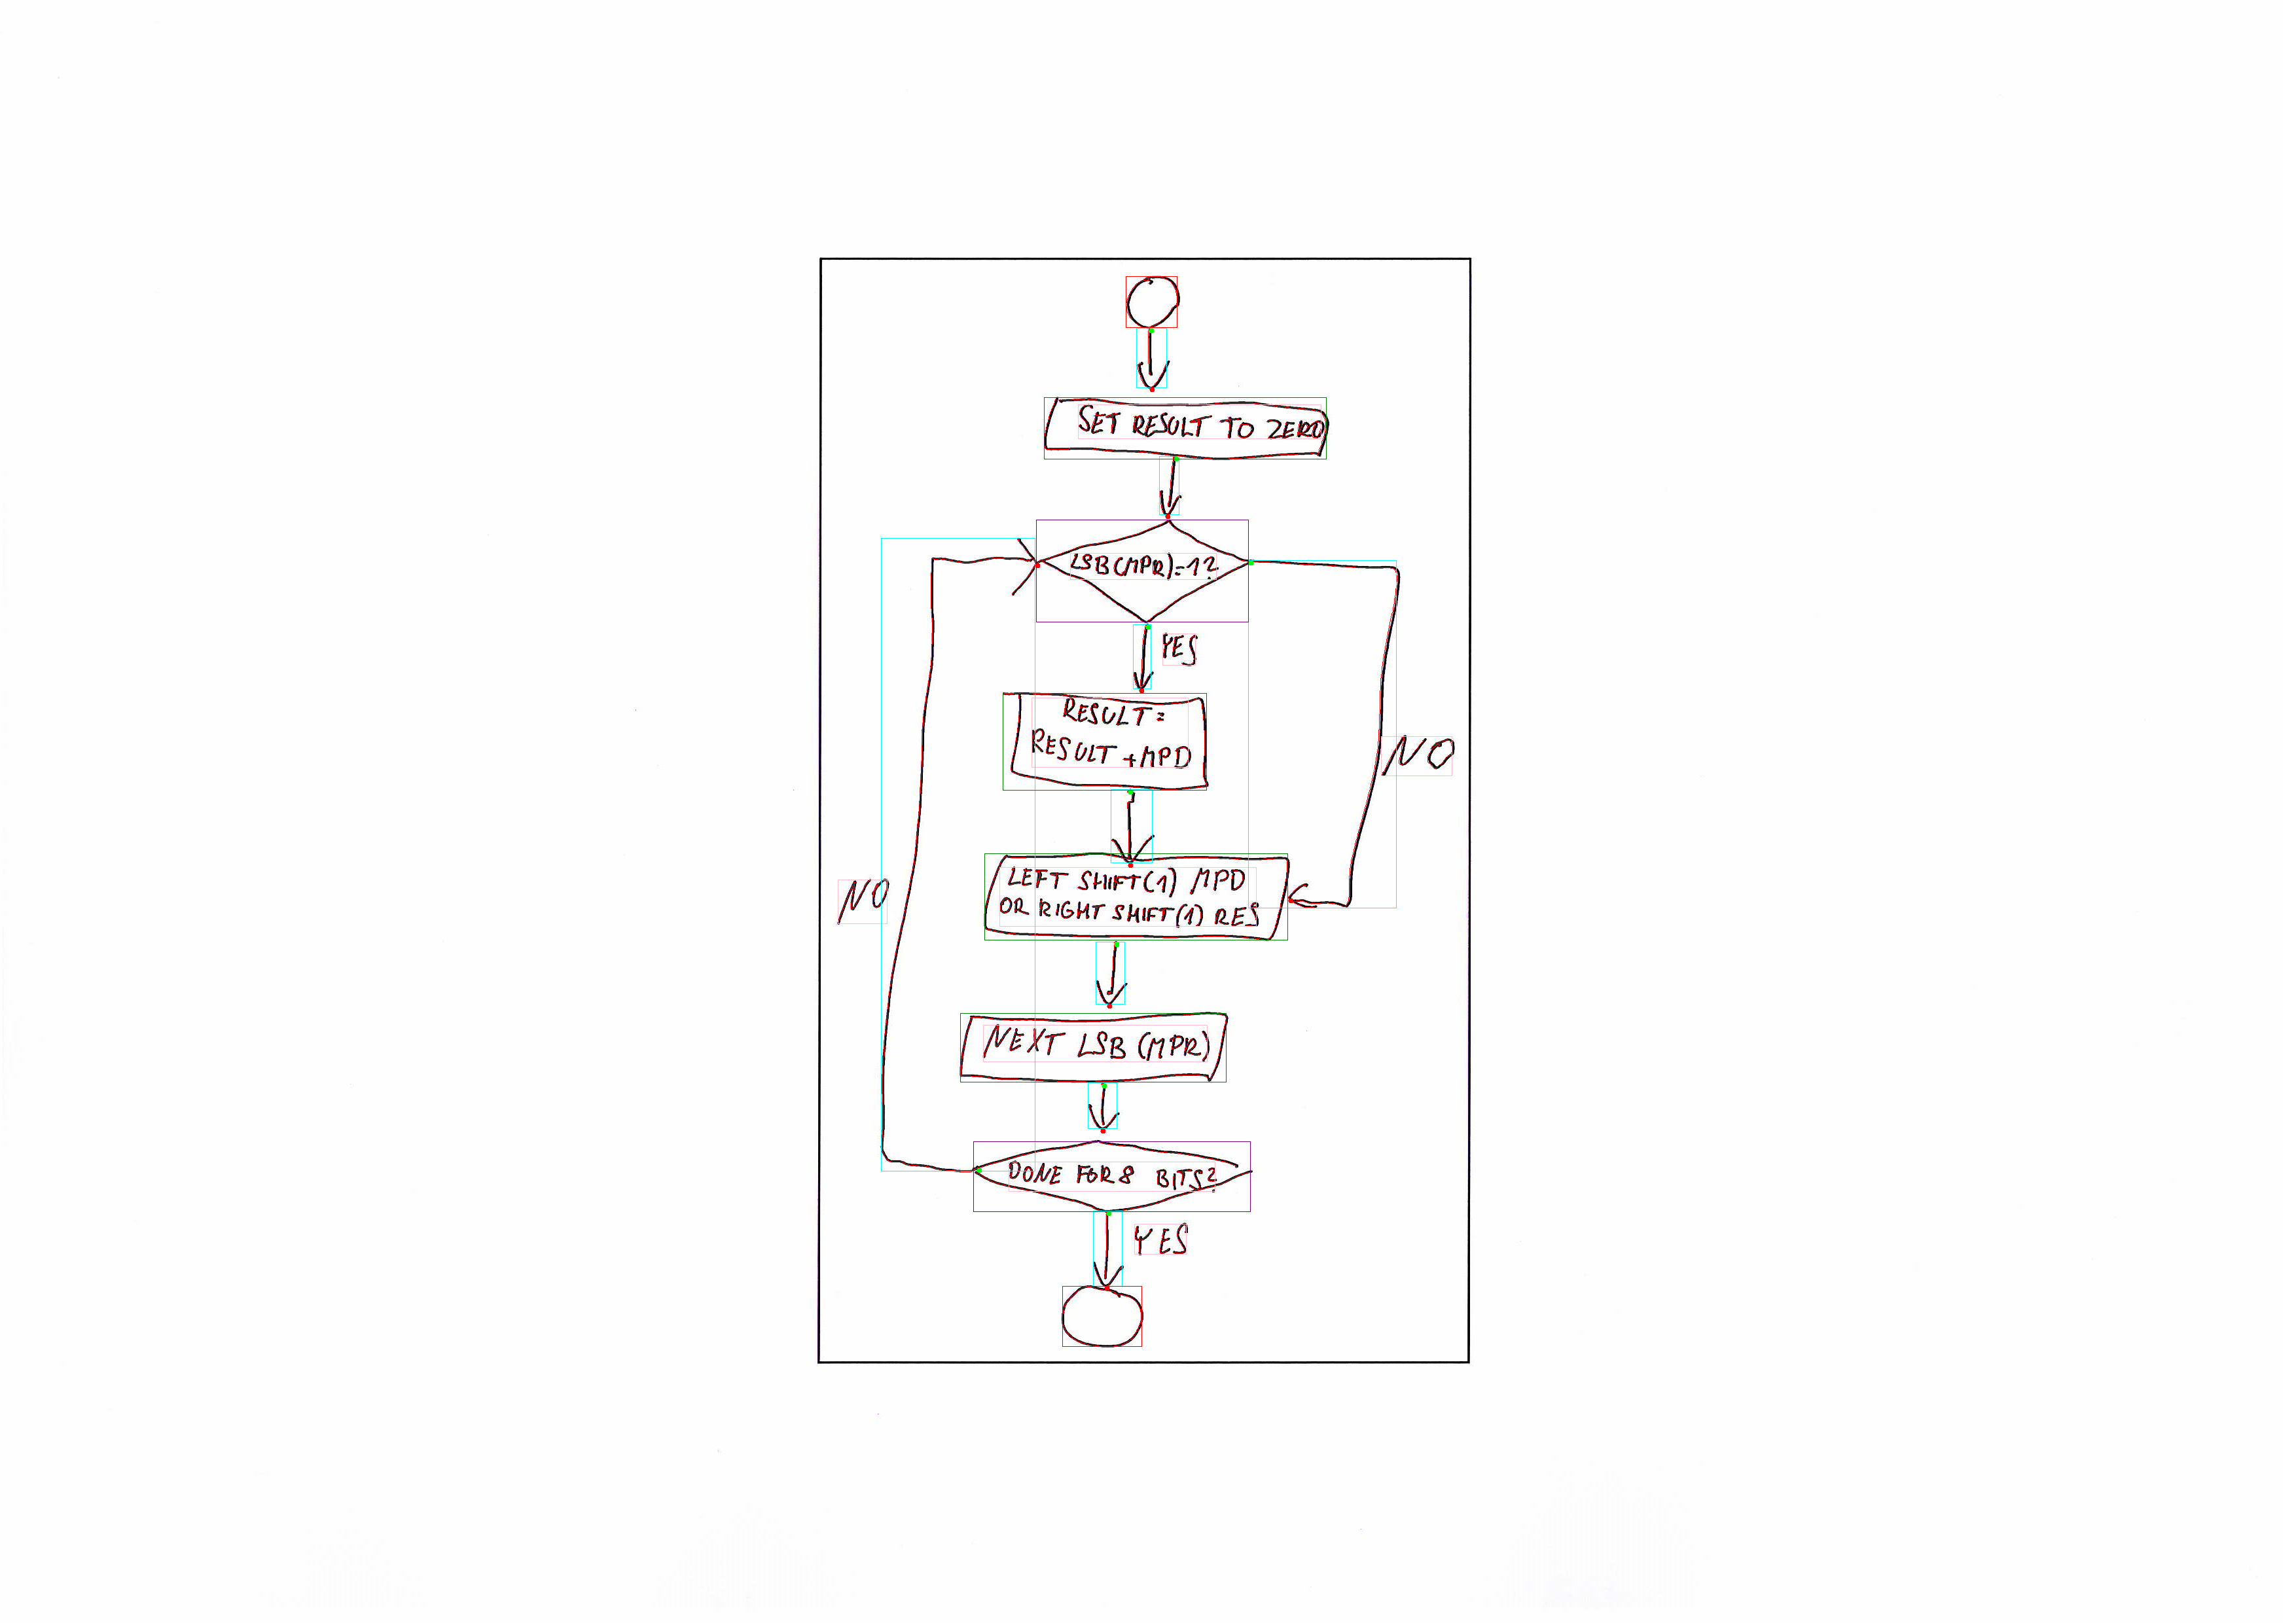 SET RESULT TO ZERO
LSB(MPR)=1?
YES
RESULT=
RESULT+MPD
NO
LEFT SHIFT(1) MPD
OR RIGHT SHIFT(1) RES
NO
NEXT LSB (MPR)
DONE FOR 8 BITS?
YES